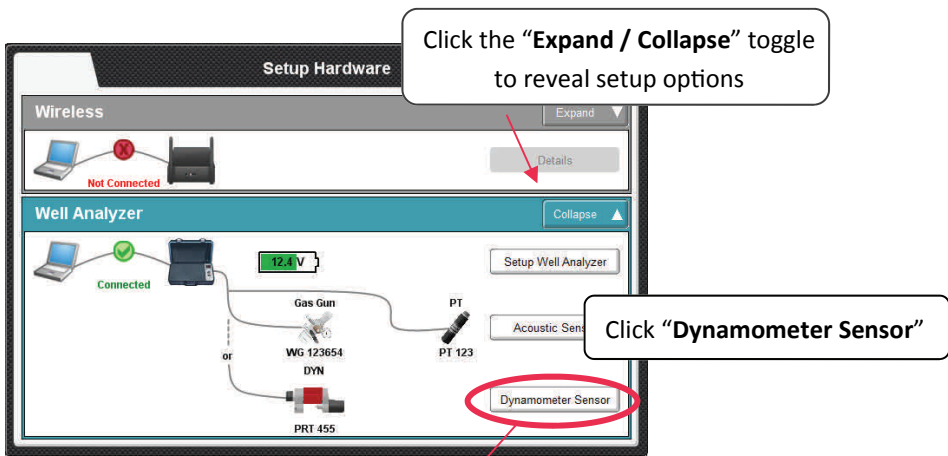 Click the “Expand / Collapse” toggle
to reveal setup options
Setup Hardware
Wireless
Expand
Not Connected
Details
Well Analyzer
Collapse
12.4 V
Setup Well Analyzer
Connected
Gas Gun
PT
Acoustic Sens
Click “Dynamometer Sensor”
or
WG 123654
PT 123
DYN
Dynamometer Sensor
PRT 455